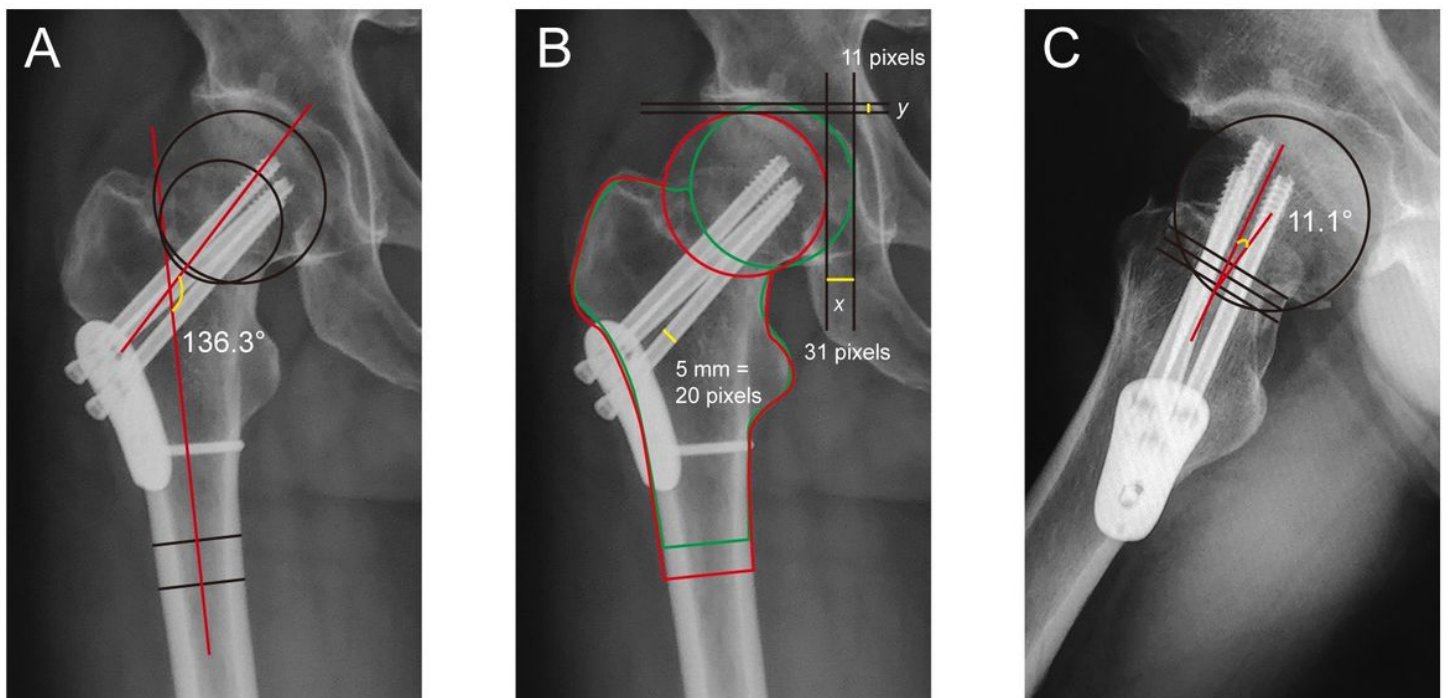 A
136.3°
B
11 pixels
y
x
31 pixels
5 mm =
20 pixels
C
11.1°